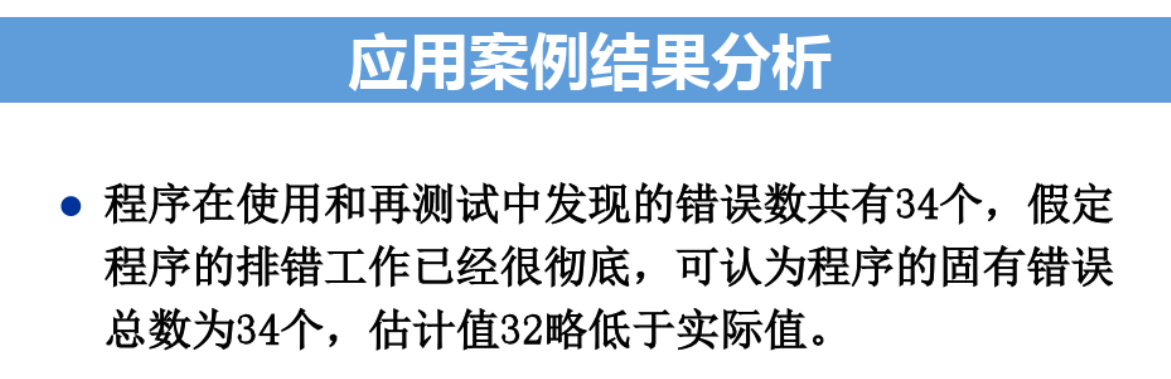 应用案例结果分析
● 程序在使用和再测试中发现的错误数共有34个，假定
程序的排错工作已经很彻底，可认为程序的固有错误
总数为34个，估计值32略低于实际值。